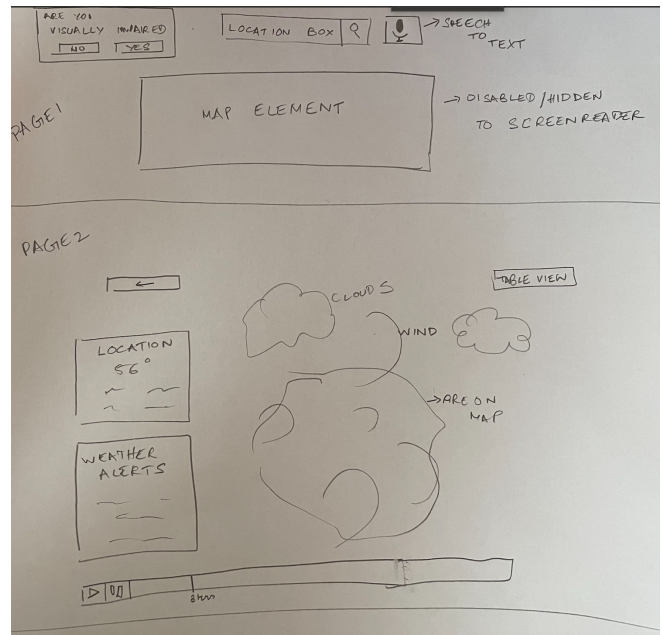 ARE YOU
VISUALLY IMPAIRED
NO YES
LOCATION BOX
→ SPEECH
TO
TEXT
PAGE 1
MAP ELEMENT
→ DISABLED/HIDDEN
TO SCREENREADER
PAGE 2
←
CLOUDS
TABLE VIEW
WIND
LOCATION
56°
→ ARE ON
MAP
WEATHER
ALERTS